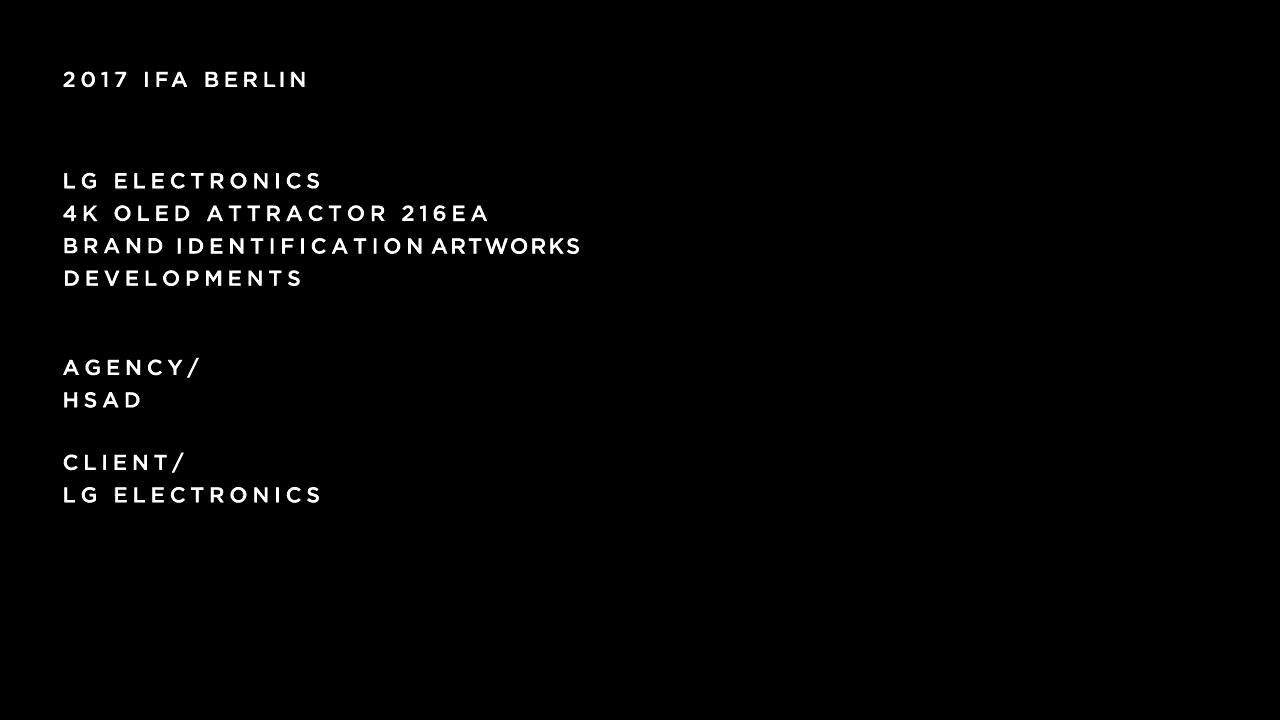 2017 IFA BERLIN
LG ELECTRONICS
4K OLED ATTRACTOR 216EA
BRAND IDENTIFICATION ARTWORKS
DEVELOPMENTS
AGENCY/
HSAD
CLIENT/
LG ELECTRONICS